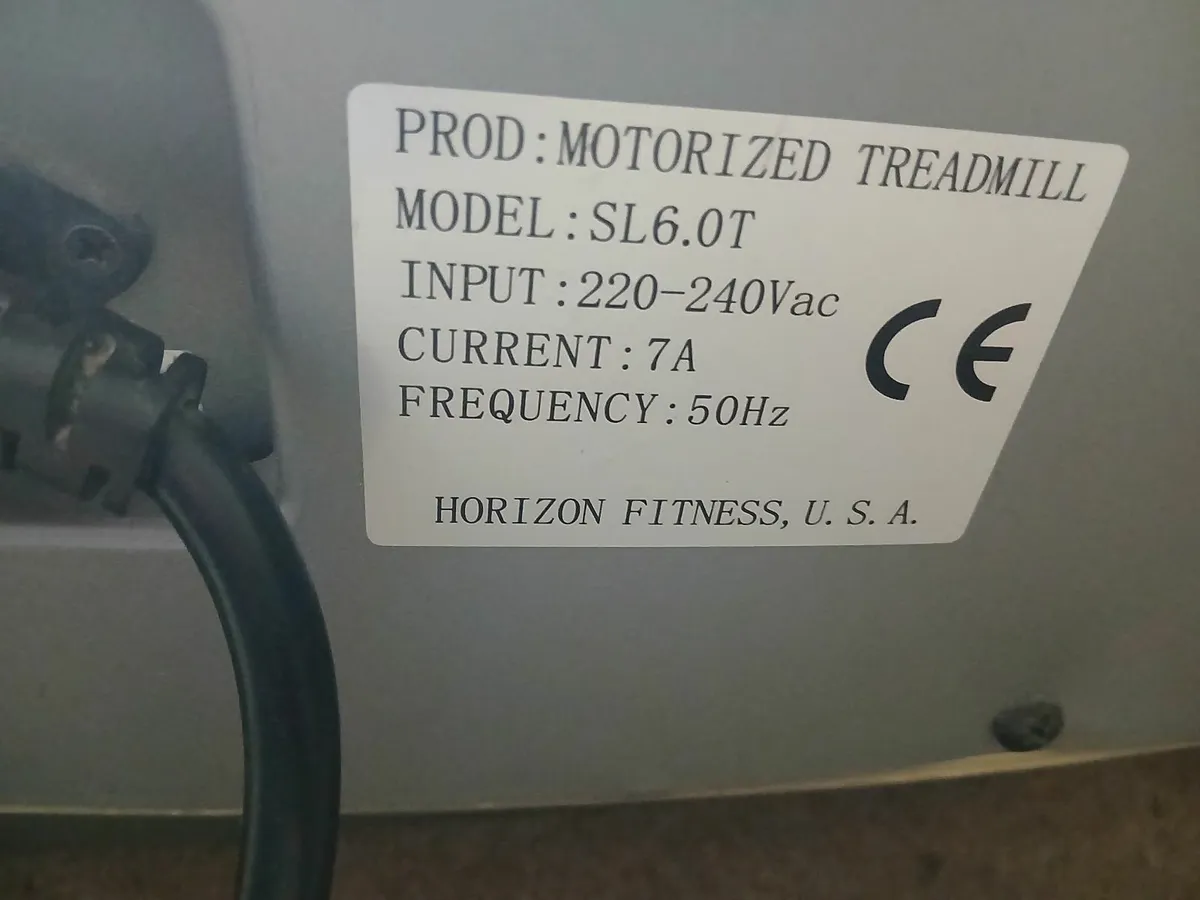 PROD:MOTORIZED TREADMILL
MODEL:SL6.0T
INPUT:220-240Vac
CURRENT:7A
FREQUENCY:50Hz
CE
HORIZON FITNESS, U. S. A.